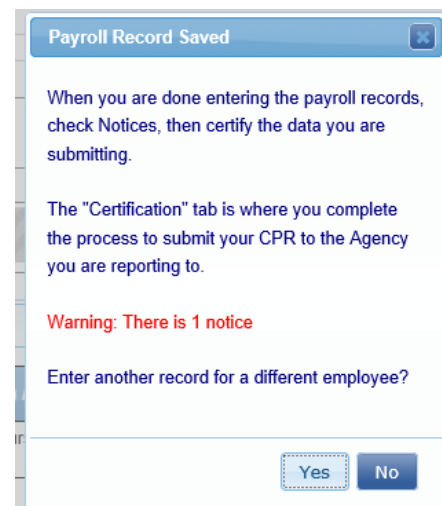 Payroll Record Saved
When you are done entering the payroll records,
check Notices, then certify the data you are
submitting.
The "Certification" tab is where you complete
the process to submit your CPR to the Agency
you are reporting to.
Warning: There is 1 notice
Enter another record for a different employee?
Yes No